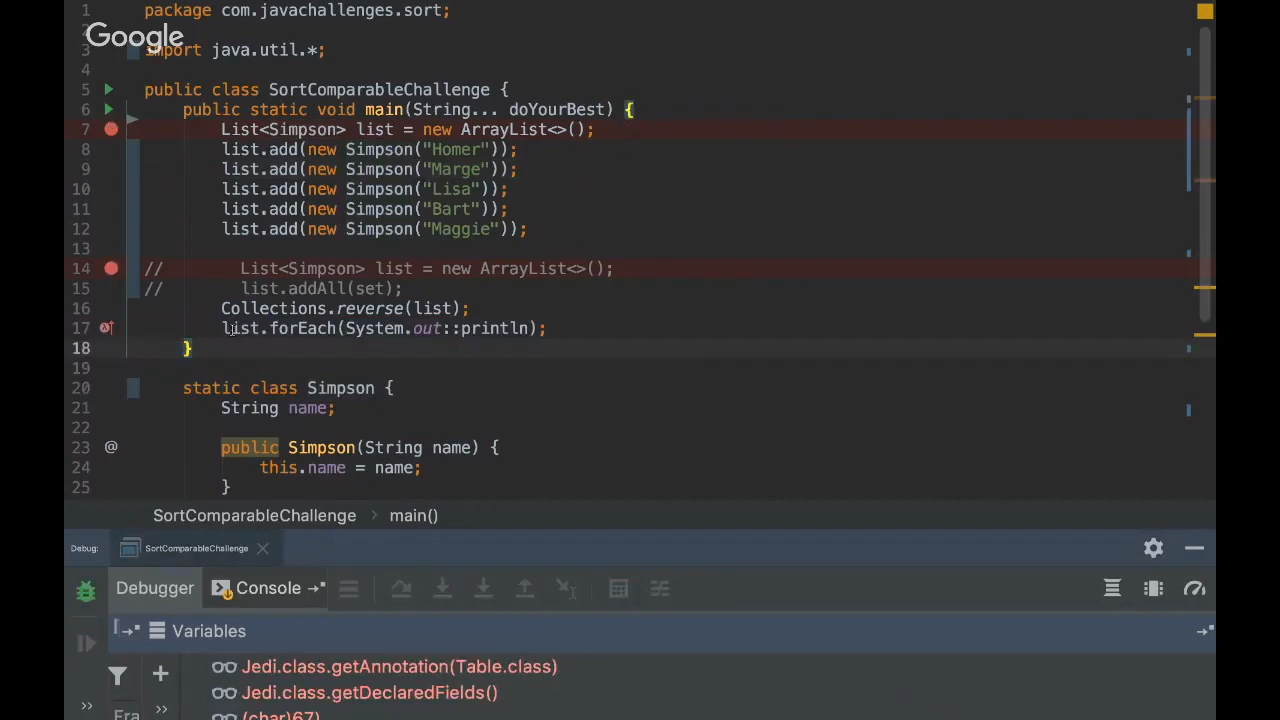 1 package com.javachallenges.sort;
2
Google
3 import java.util.*;
4
5 public class SortComparableChallenge {
6 public static void main(String... doYourBest) {
7 List<Simpson> list = new ArrayList<>();
8 list.add(new Simpson("Homer"));
9 list.add(new Simpson("Marge"));
10 list.add(new Simpson("Lisa"));
11 list.add(new Simpson("Bart"));
12 list.add(new Simpson("Maggie"));
13
14 // List<Simpson> list = new ArrayList<>();
15 // list.addAll(set);
16 Collections.reverse(list);
17 list.forEach(System.out::println);
18 }
19
20 static class Simpson {
21 String name;
22
23 @ public Simpson(String name) {
24 this.name = name;
25 }
SortComparableChallenge > main()
Debug: SortComparableChallenge
Debugger Console
Variables
Jedi.class.getAnnotation(Table.class)
Jedi.class.getDeclaredFields()
Fra (char)67)